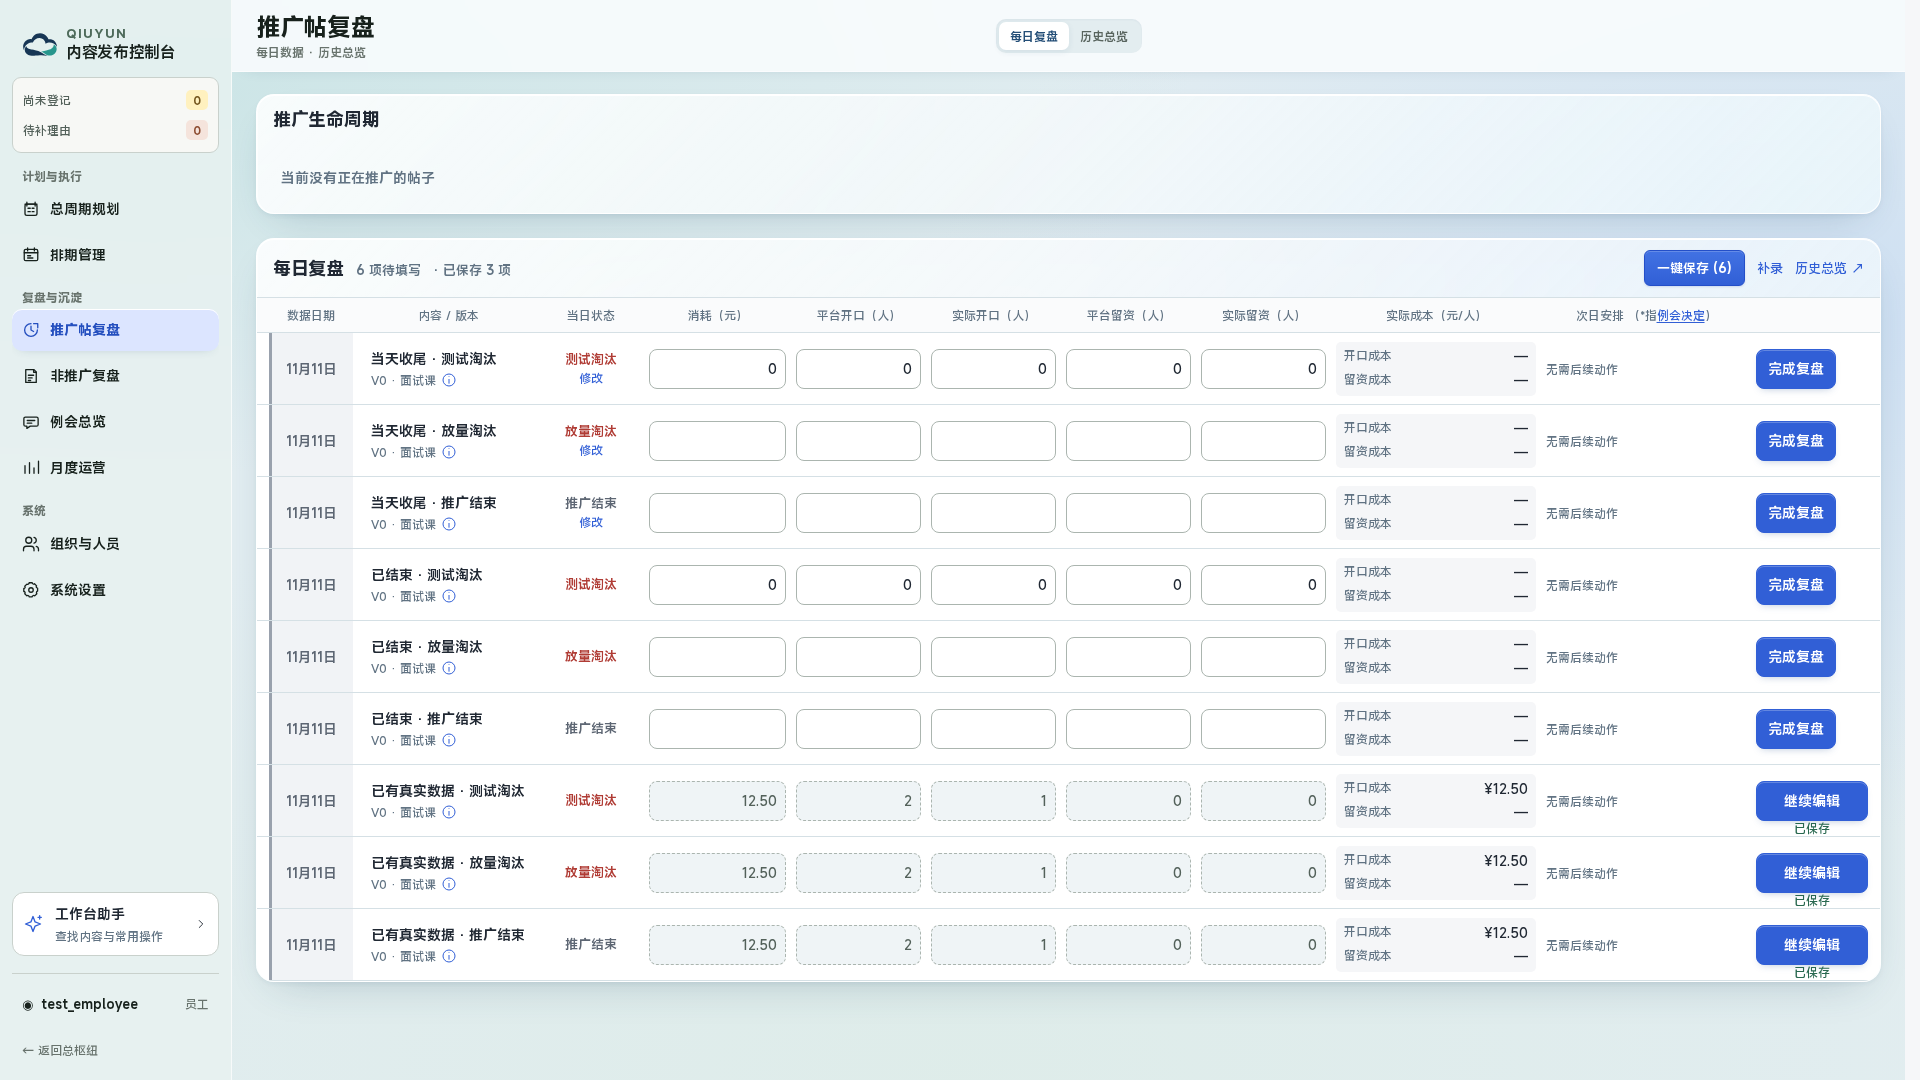 QIUYUN
内容发布控制台
尚未登记 0
待补理由 0
计划与执行
总周期规划
排期管理
复盘与沉淀
推广帖复盘
非推广复盘
例会总览
月度运营
系统
组织与人员
系统设置
工作台助手
查找内容与常用操作
test_employee 员工
← 返回总枢纽
推广帖复盘
每日数据 · 历史总览
每日复盘 历史总览
推广生命周期
当前没有正在推广的帖子
每日复盘 6 项待填写 · 已保存 3 项 一键保存 (6) 补录 历史总览 ↗
数据日期 内容 / 版本 当日状态 消耗（元） 平台开口（人） 实际开口（人） 平台留资（人） 实际留资（人） 实际成本（元/人） 次日安排 （*指例会决定）
11月11日 当天收尾 · 测试淘汰 测试淘汰 0 0 0 0 0 开口成本 — 无需后续动作 完成复盘
V0 · 面试课 修改 留资成本 —
11月11日 当天收尾 · 放量淘汰 放量淘汰 开口成本 — 无需后续动作 完成复盘
V0 · 面试课 修改 留资成本 —
11月11日 当天收尾 · 推广结束 推广结束 开口成本 — 无需后续动作 完成复盘
V0 · 面试课 修改 留资成本 —
11月11日 已结束 · 测试淘汰 测试淘汰 0 0 0 0 0 开口成本 — 无需后续动作 完成复盘
V0 · 面试课 留资成本 —
11月11日 已结束 · 放量淘汰 放量淘汰 开口成本 — 无需后续动作 完成复盘
V0 · 面试课 留资成本 —
11月11日 已结束 · 推广结束 推广结束 开口成本 — 无需后续动作 完成复盘
V0 · 面试课 留资成本 —
11月11日 已有真实数据 · 测试淘汰 测试淘汰 12.50 2 1 0 0 开口成本 ¥12.50 无需后续动作 继续编辑
V0 · 面试课 留资成本 — 已保存
11月11日 已有真实数据 · 放量淘汰 放量淘汰 12.50 2 1 0 0 开口成本 ¥12.50 无需后续动作 继续编辑
V0 · 面试课 留资成本 — 已保存
11月11日 已有真实数据 · 推广结束 推广结束 12.50 2 1 0 0 开口成本 ¥12.50 无需后续动作 继续编辑
V0 · 面试课 留资成本 — 已保存